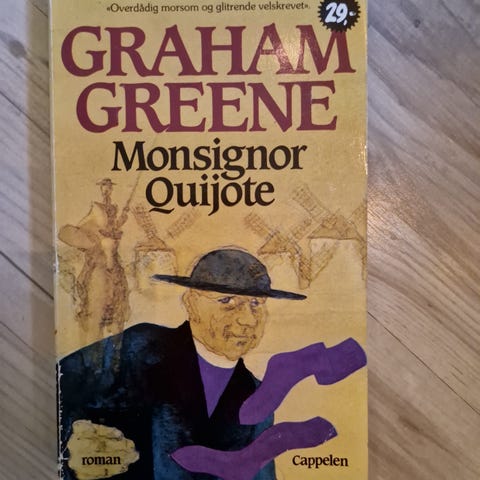 «Overdådig morsom og glitrende velskrevet».
29,-
GRAHAM
GREENE
Monsignor
Quijote
roman
Cappelen